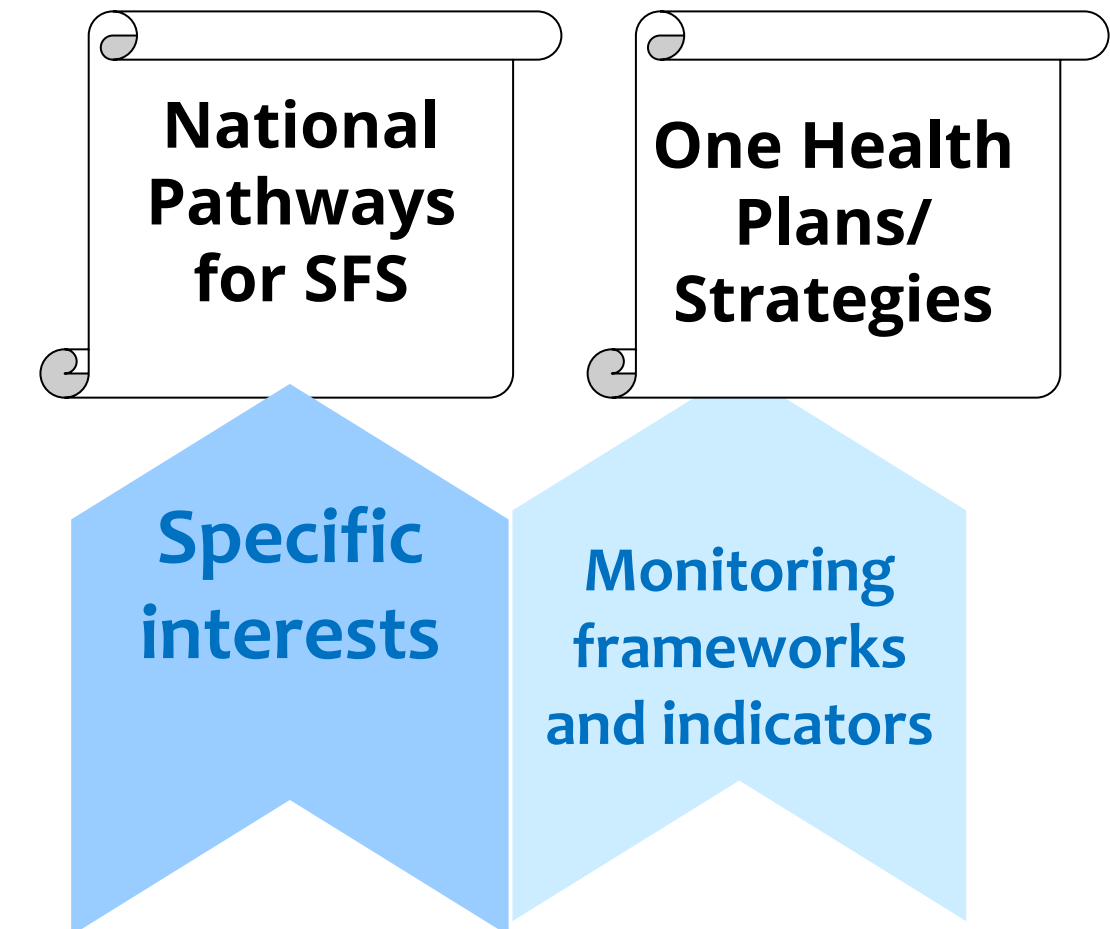 National
Pathways
for SFS
One Health
Plans/
Strategies
Specific
interests
Monitoring
frameworks
and indicators